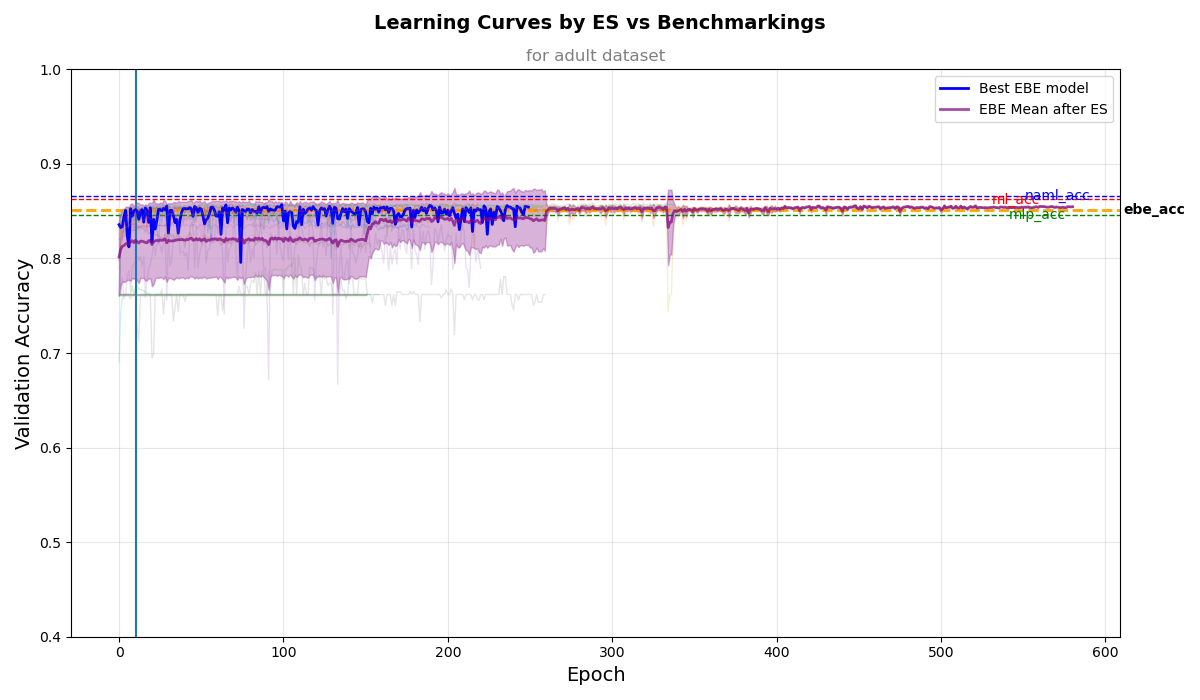 Learning Curves by ES vs Benchmarkings
for adult dataset
Validation Accuracy
1.0
0.9
0.8
0.7
0.6
0.5
0.4
Best EBE model
EBE Mean after ES
ml_acc
naml_acc
mlp_acc
ebe_acc
0
100
200
300
400
500
600
Epoch